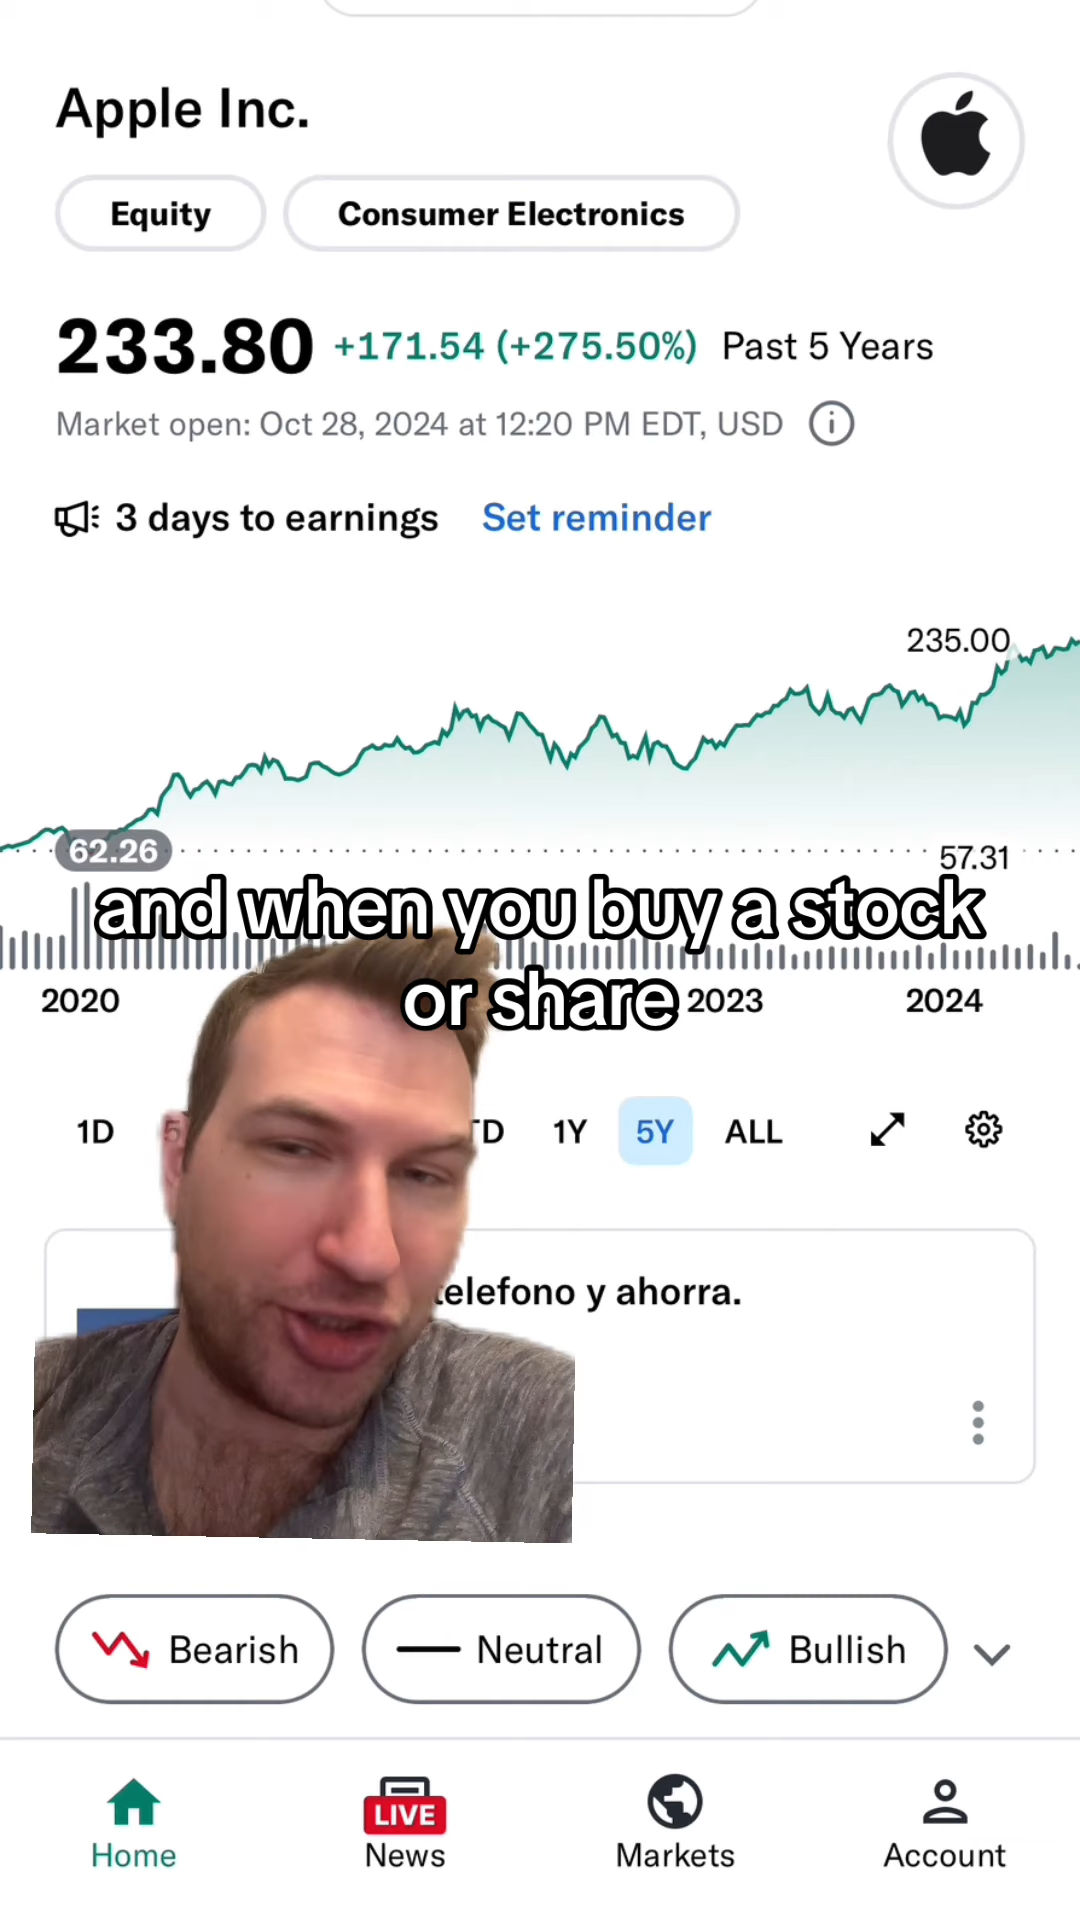 Apple Inc.
Equity
Consumer Electronics
233.80 +171.54 (+275.50%) Past 5 Years
Market open: Oct 28, 2024 at 12:20 PM EDT, USD
3 days to earnings Set reminder
235.00
62.26
57.31
and when you buy a stock
or share
2020 2023 2024
1D 1Y 5Y ALL
telefono y ahorra.
Bearish Neutral Bullish
LIVE
Home News Markets Account